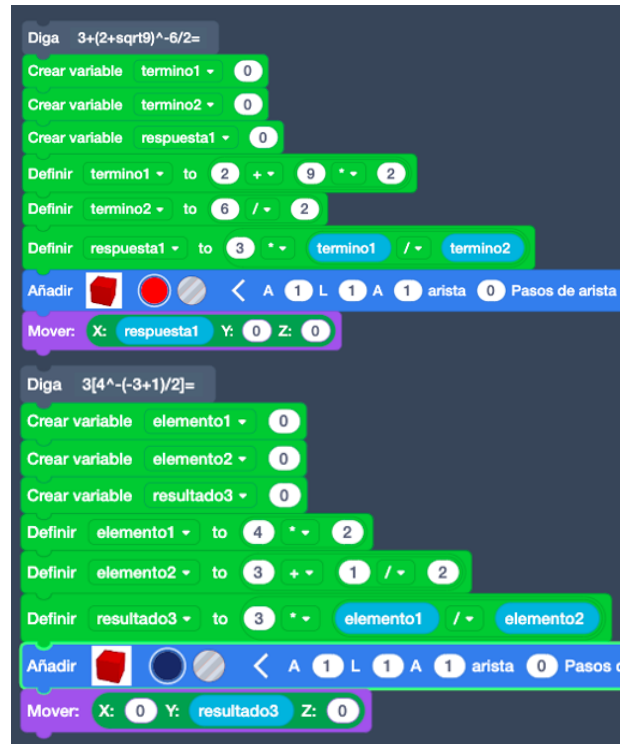 Diga 3+(2+sqrt9)^-6/2=
Crear variable termino1 0
Crear variable termino2 0
Crear variable respuesta1 0
Definir termino1 to 2 + 9 * 2
Definir termino2 to 6 / 2
Definir respuesta1 to 3 * termino1 / termino2
Añadir A 1 L 1 A 1 arista 0 Pasos de arista
Mover: X: respuesta1 Y: 0 Z: 0
Diga 3[4^-(-3+1)/2]=
Crear variable elemento1 0
Crear variable elemento2 0
Crear variable resultado3 0
Definir elemento1 to 4 * 2
Definir elemento2 to 3 + 1 / 2
Definir resultado3 to 3 * elemento1 / elemento2
Añadir A 1 L 1 A 1 arista 0 Pasos
Mover: X: 0 Y: resultado3 Z: 0